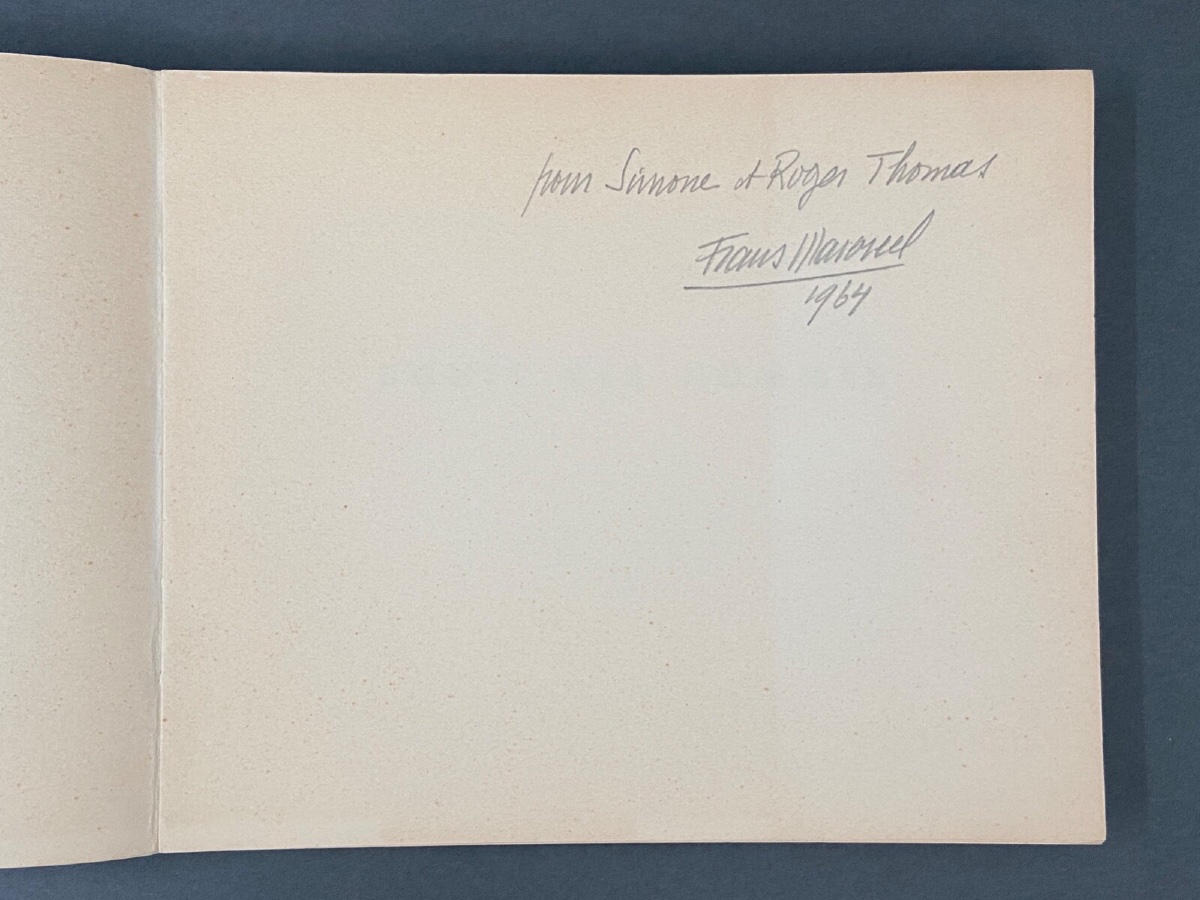 pour Simone et Roger Thomas
Frans Masereel
1964